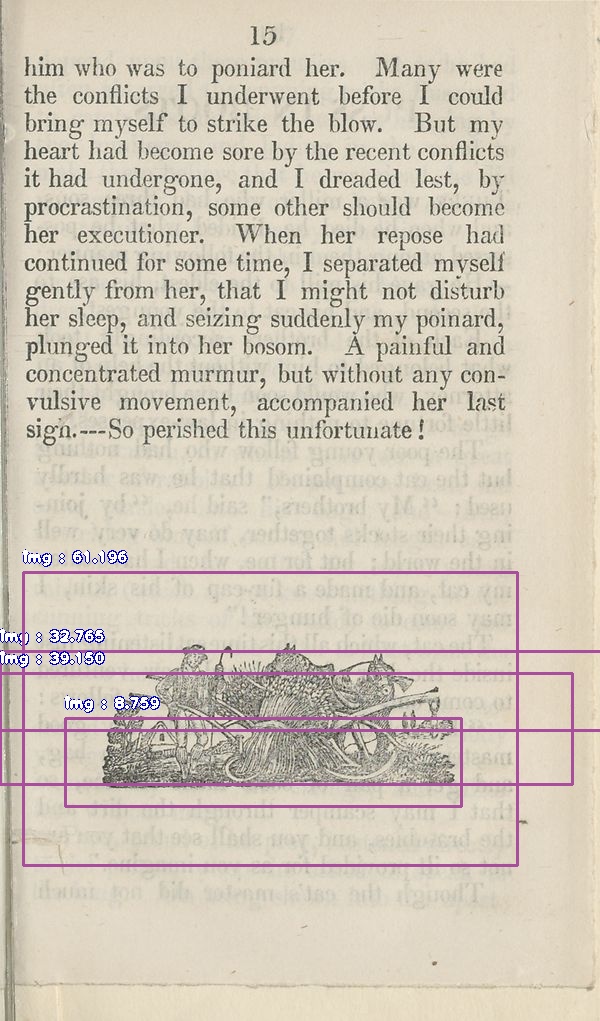 15
him who was to poniard her. Many were
the conflicts I underwent before I could
bring myself to strike the blow. But my
heart had become sore by the recent conflicts
it had undergone, and I dreaded lest, by
procrastination, some other should become
her executioner. When her repose had
continued for some time, I separated myself
gently from her, that I might not disturb
her sleep, and seizing suddenly my poinard,
plunged it into her bosom. A painful and
concentrated murmur, but without any con-
vulsive movement, accompanied her last
sign.---So perished this unfortunate!
img : 61.196
img : 32.765
img : 39.150
img : 8.759